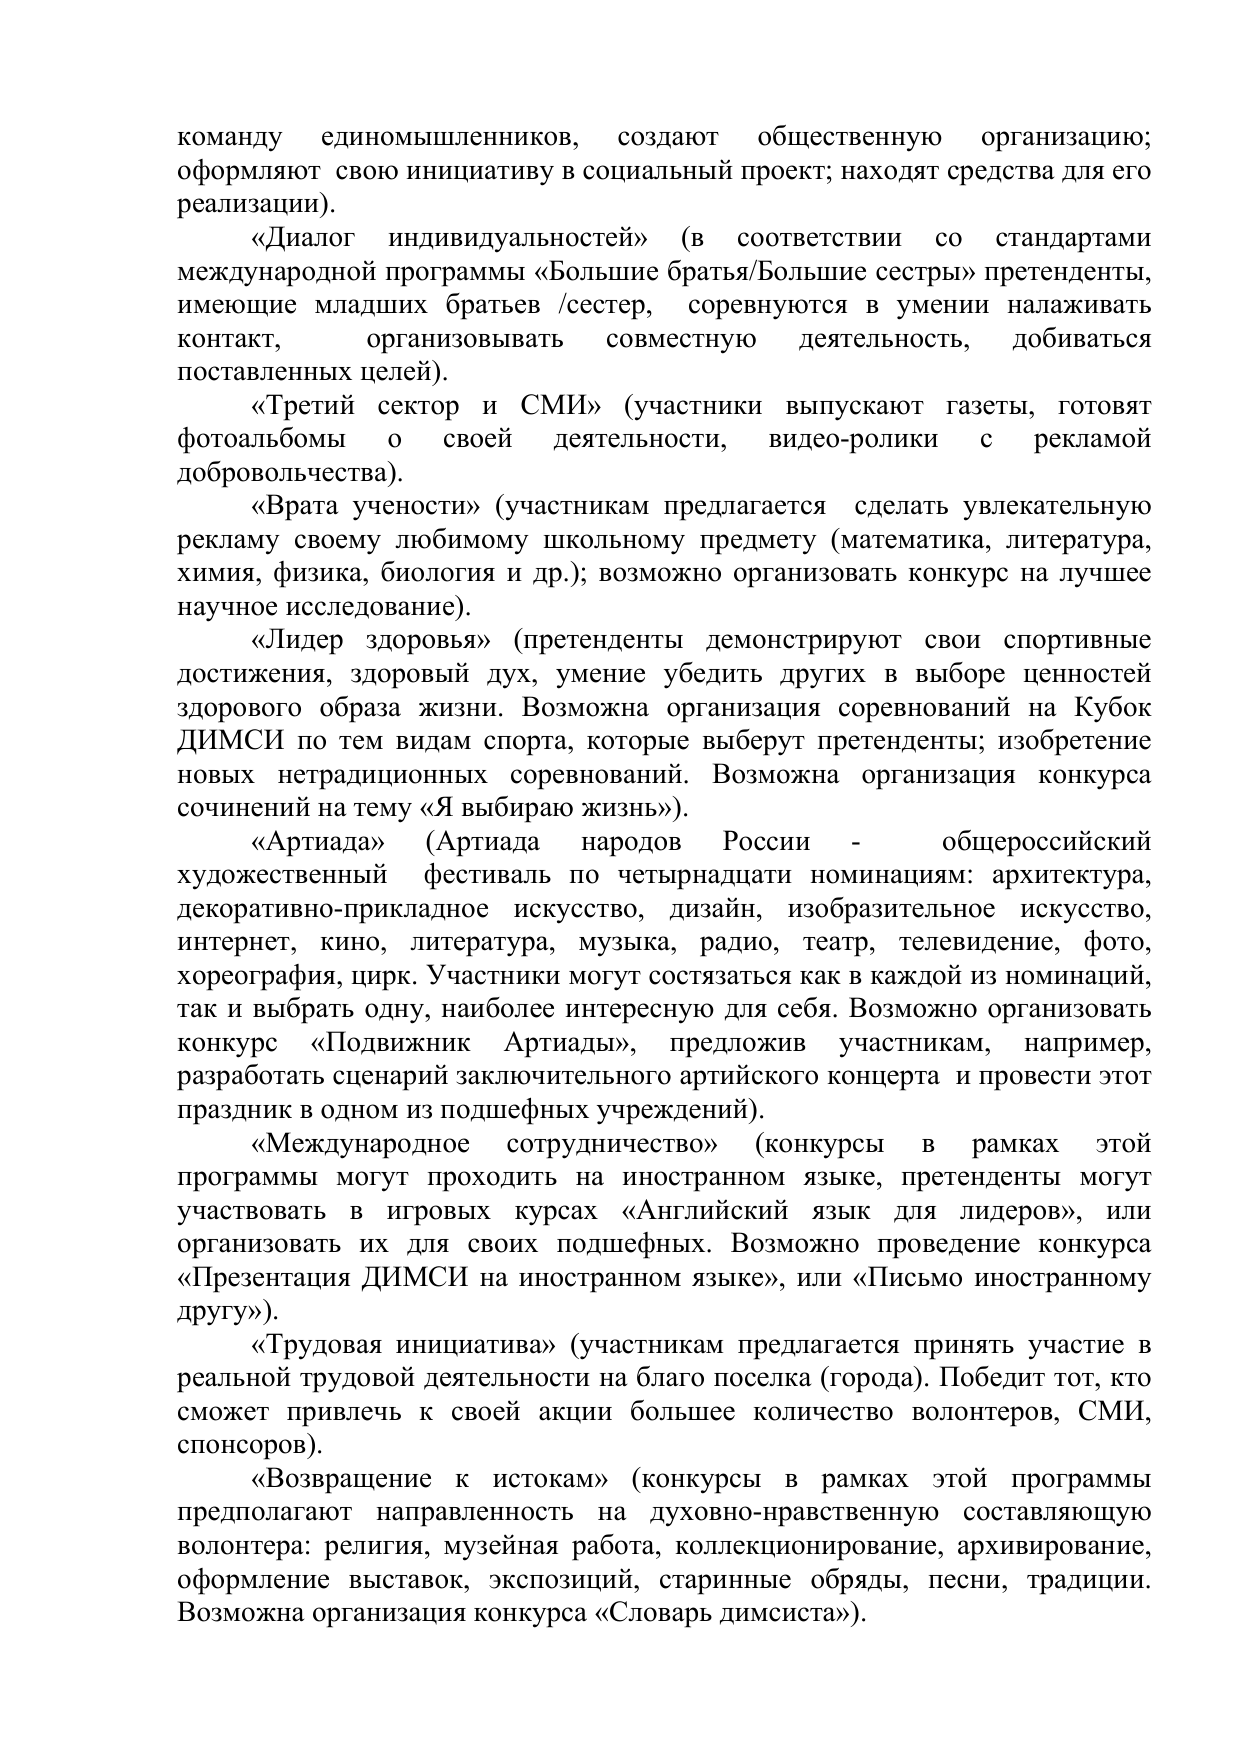 команду единомышленников, создают общественную организацию;
оформляют свою инициативу в социальный проект; находят средства для его
реализации).
«Диалог индивидуальностей» (в соответствии со стандартами
международной программы «Большие братья/Большие сестры» претенденты,
имеющие младших братьев /сестер, соревнуются в умении налаживать
контакт, организовывать совместную деятельность, добиваться
поставленных целей).
«Третий сектор и СМИ» (участники выпускают газеты, готовят
фотоальбомы о своей деятельности, видео-ролики с рекламой
добровольчества).
«Врата учености» (участникам предлагается сделать увлекательную
рекламу своему любимому школьному предмету (математика, литература,
химия, физика, биология и др.); возможно организовать конкурс на лучшее
научное исследование).
«Лидер здоровья» (претенденты демонстрируют свои спортивные
достижения, здоровый дух, умение убедить других в выборе ценностей
здорового образа жизни. Возможна организация соревнований на Кубок
ДИМСИ по тем видам спорта, которые выберут претенденты; изобретение
новых нетрадиционных соревнований. Возможна организация конкурса
сочинений на тему «Я выбираю жизнь»).
«Артиада» (Артиада народов России - общероссийский
художественный фестиваль по четырнадцати номинациям: архитектура,
декоративно-прикладное искусство, дизайн, изобразительное искусство,
интернет, кино, литература, музыка, радио, театр, телевидение, фото,
хореография, цирк. Участники могут состязаться как в каждой из номинаций,
так и выбрать одну, наиболее интересную для себя. Возможно организовать
конкурс «Подвижник Артиады», предложив участникам, например,
разработать сценарий заключительного артийского концерта и провести этот
праздник в одном из подшефных учреждений).
«Международное сотрудничество» (конкурсы в рамках этой
программы могут проходить на иностранном языке, претенденты могут
участвовать в игровых курсах «Английский язык для лидеров», или
организовать их для своих подшефных. Возможно проведение конкурса
«Презентация ДИМСИ на иностранном языке», или «Письмо иностранному
другу»).
«Трудовая инициатива» (участникам предлагается принять участие в
реальной трудовой деятельности на благо поселка (города). Победит тот, кто
сможет привлечь к своей акции большее количество волонтеров, СМИ,
спонсоров).
«Возвращение к истокам» (конкурсы в рамках этой программы
предполагают направленность на духовно-нравственную составляющую
волонтера: религия, музейная работа, коллекционирование, архивирование,
оформление выставок, экспозиций, старинные обряды, песни, традиции.
Возможна организация конкурса «Словарь димсиста»).